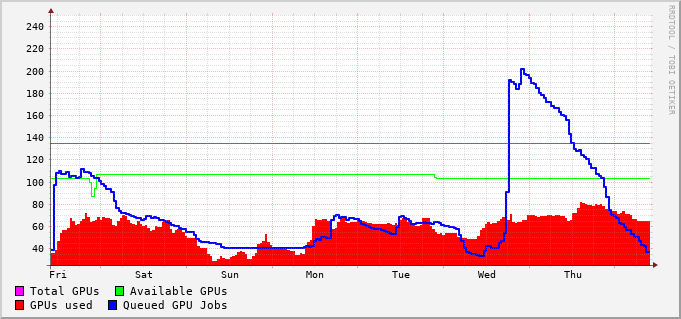 240
220
200
180
160
140
120
100
80
60
40
Fri Sat Sun Mon Tue Wed Thu
Total GPUs Available GPUs
GPUs used Queued GPU Jobs
RRDTOOL / TOBI OETIKER